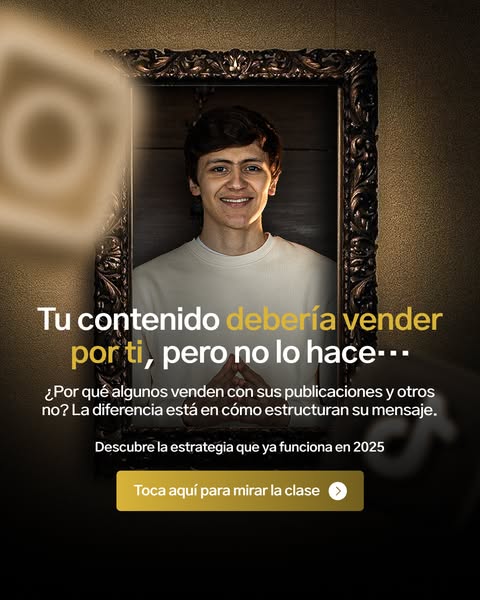 Tu contenido debería vender
por ti, pero no lo hace...
¿Por qué algunos venden con sus publicaciones y otros
no? La diferencia está en cómo estructuran su mensaje.
Descubre la estrategia que ya funciona en 2025
Toca aquí para mirar la clase